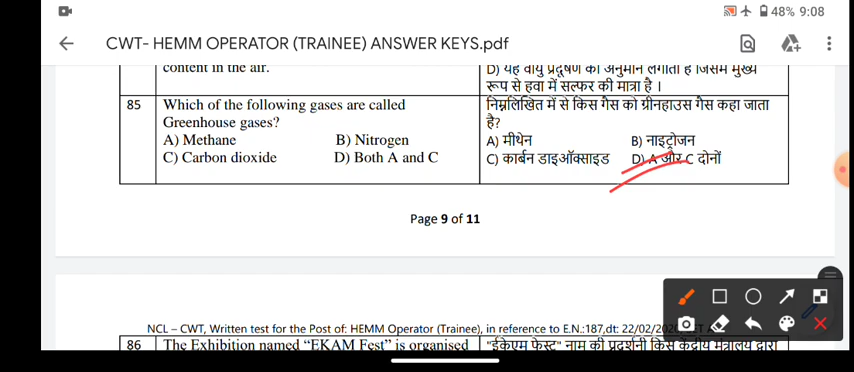 48% 9:08
CWT- HEMM OPERATOR (TRAINEE) ANSWER KEYS.pdf
content in the air.
D) यह वायु प्रदूषण का अनुमान लगाता है जिसमें मुख्य
रूप से हवा में सल्फर की मात्रा है ।
85 Which of the following gases are called
Greenhouse gases?
A) Methane B) Nitrogen
C) Carbon dioxide D) Both A and C
निम्नलिखित में से किस गैस को ग्रीनहाउस गैस कहा जाता
है?
A) मीथेन B) नाइट्रोजन
C) कार्बन डाइऑक्साइड D) A और C दोनों
Page 9 of 11
NCL – CWT, Written test for the Post of: HEMM Operator (Trainee), in reference to E.N.:187,dt: 22/02/202
86 The Exhibition named “EKAM Fest” is organised
"ईकेएम फेस्ट" नाम की प्रदर्शनी किस केंद्रीय मंत्रालय द्वारा